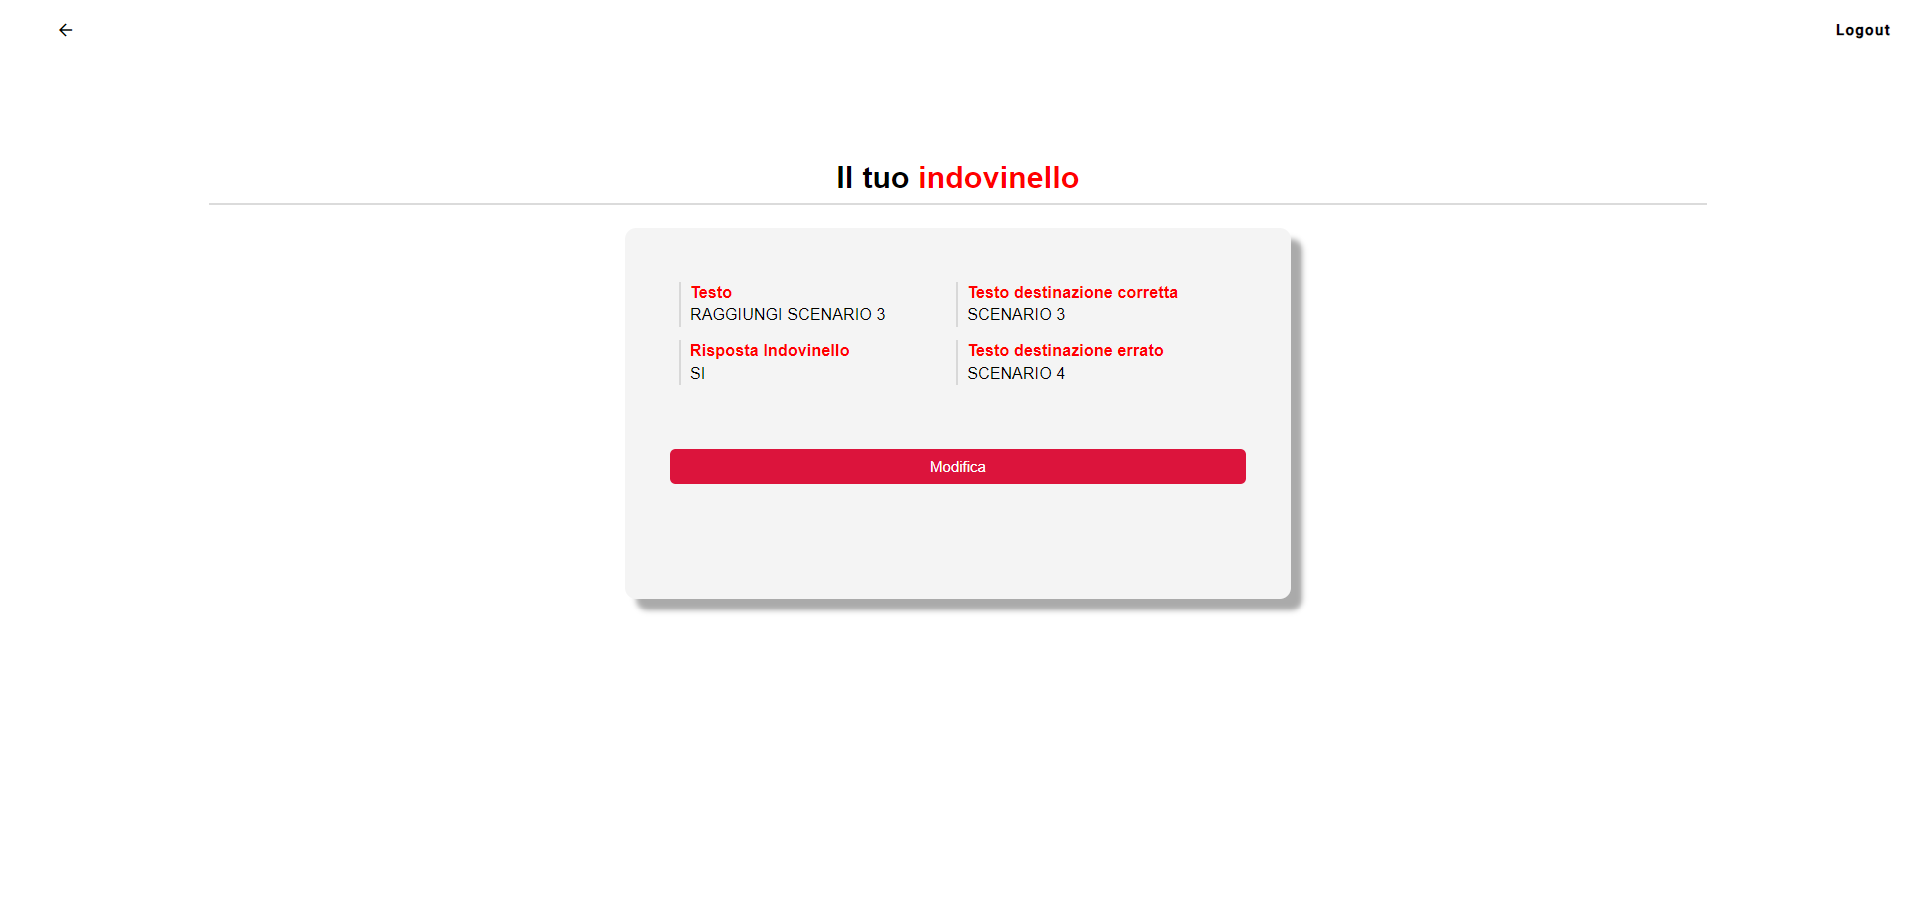 Logout
Il tuo indovinello
Testo
RAGGIUNGI SCENARIO 3
Testo destinazione corretta
SCENARIO 3
Risposta Indovinello
SI
Testo destinazione errato
SCENARIO 4
Modifica